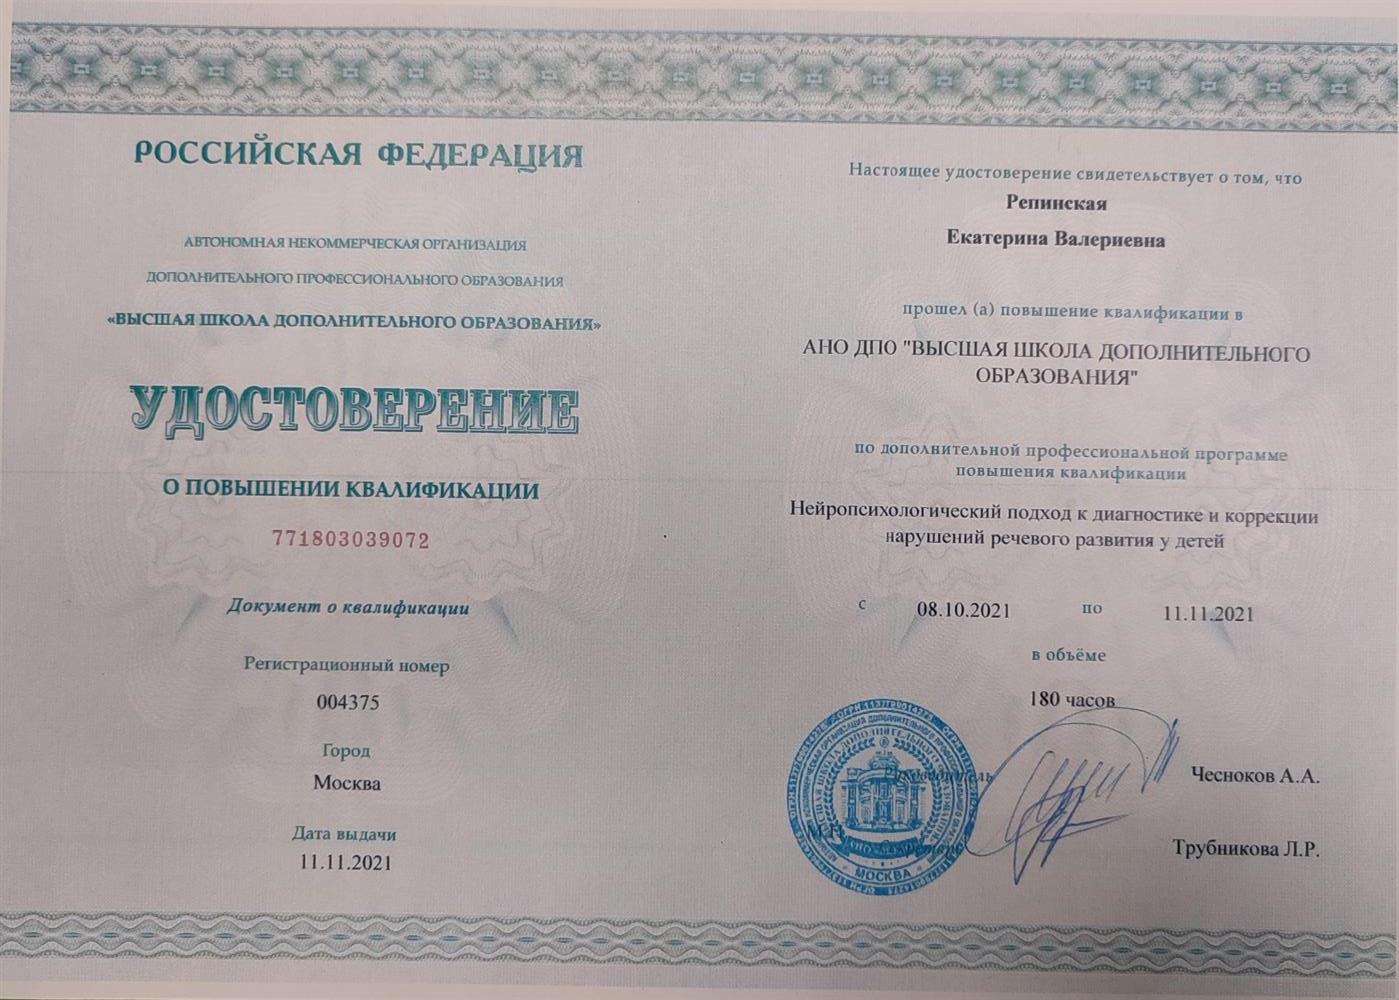 РОССИЙСКАЯ ФЕДЕРАЦИЯ
АВТОНОМНАЯ НЕКОММЕРЧЕСКАЯ ОРГАНИЗАЦИЯ
ДОПОЛНИТЕЛЬНОГО ПРОФЕССИОНАЛЬНОГО ОБРАЗОВАНИЯ
«ВЫСШАЯ ШКОЛА ДОПОЛНИТЕЛЬНОГО ОБРАЗОВАНИЯ»
УДОСТОВЕРЕНИЕ
О ПОВЫШЕНИИ КВАЛИФИКАЦИИ
771803039072
Документ о квалификации
Регистрационный номер
004375
Город
Москва
Дата выдачи
11.11.2021
Настоящее удостоверение свидетельствует о том, что
Репинская
Екатерина Валериевна
прошел (а) повышение квалификации в
АНО ДПО "ВЫСШАЯ ШКОЛА ДОПОЛНИТЕЛЬНОГО
ОБРАЗОВАНИЯ"
по дополнительной профессиональной программе
повышения квалификации
Нейропсихологический подход к диагностике и коррекции
нарушений речевого развития у детей
с 08.10.2021 по 11.11.2021
в объёме
180 часов
Руководитель Чесноков А.А.
М.П.
Секретарь Трубникова Л.Р.
МОСКВА